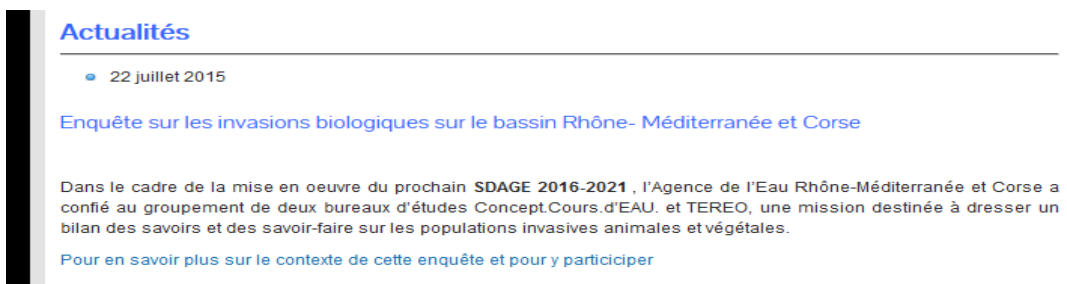 Actualités
22 juillet 2015
Enquête sur les invasions biologiques sur le bassin Rhône- Méditerranée et Corse
Dans le cadre de la mise en oeuvre du prochain SDAGE 2016-2021 , l'Agence de l'Eau Rhône-Méditerranée et Corse a
confié au groupement de deux bureaux d'études Concept.Cours.d'EAU. et TEREO, une mission destinée à dresser un
bilan des savoirs et des savoir-faire sur les populations invasives animales et végétales.
Pour en savoir plus sur le contexte de cette enquête et pour y particiciper